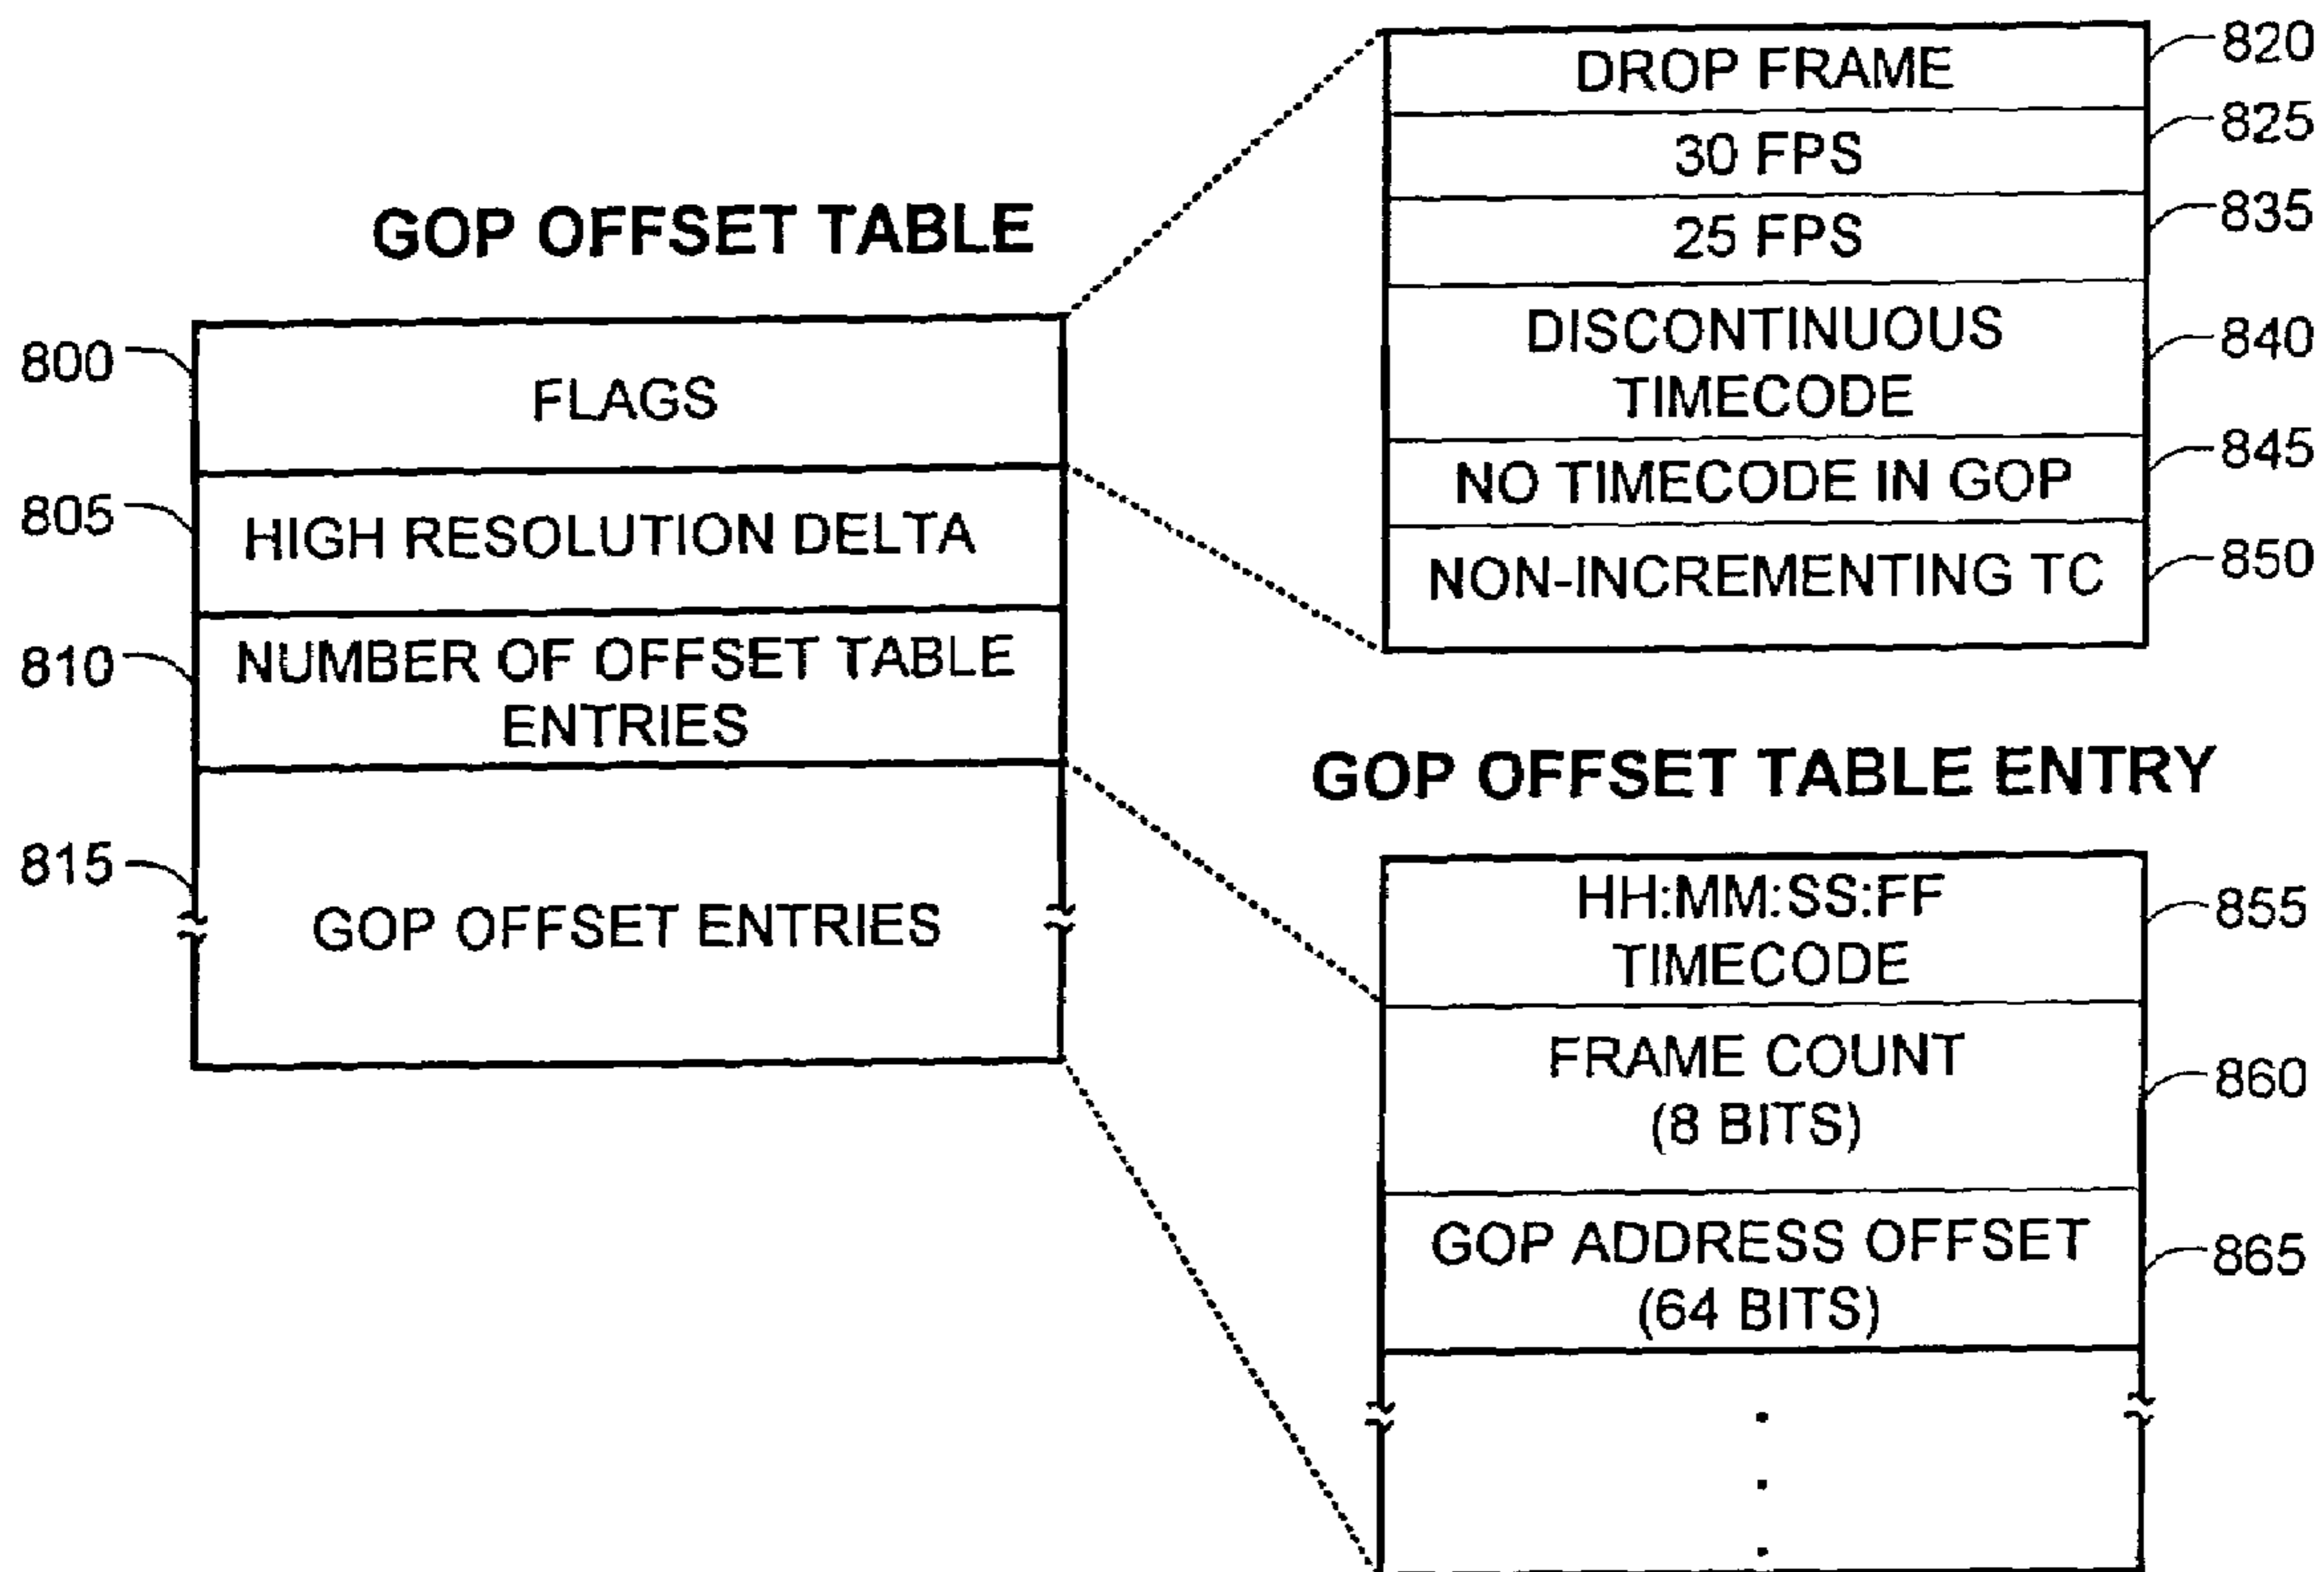 GOP OFFSET TABLE
800
FLAGS
805
HIGH RESOLUTION DELTA
810
NUMBER OF OFFSET TABLE
ENTRIES
815
GOP OFFSET ENTRIES
DROP FRAME
820
30 FPS
825
25 FPS
835
DISCONTINUOUS
TIMECODE
840
NO TIMECODE IN GOP
845
NON-INCREMENTING TC
850
GOP OFFSET TABLE ENTRY
HH:MM:SS:FF
TIMECODE
855
FRAME COUNT
(8 BITS)
860
GOP ADDRESS OFFSET
(64 BITS)
865